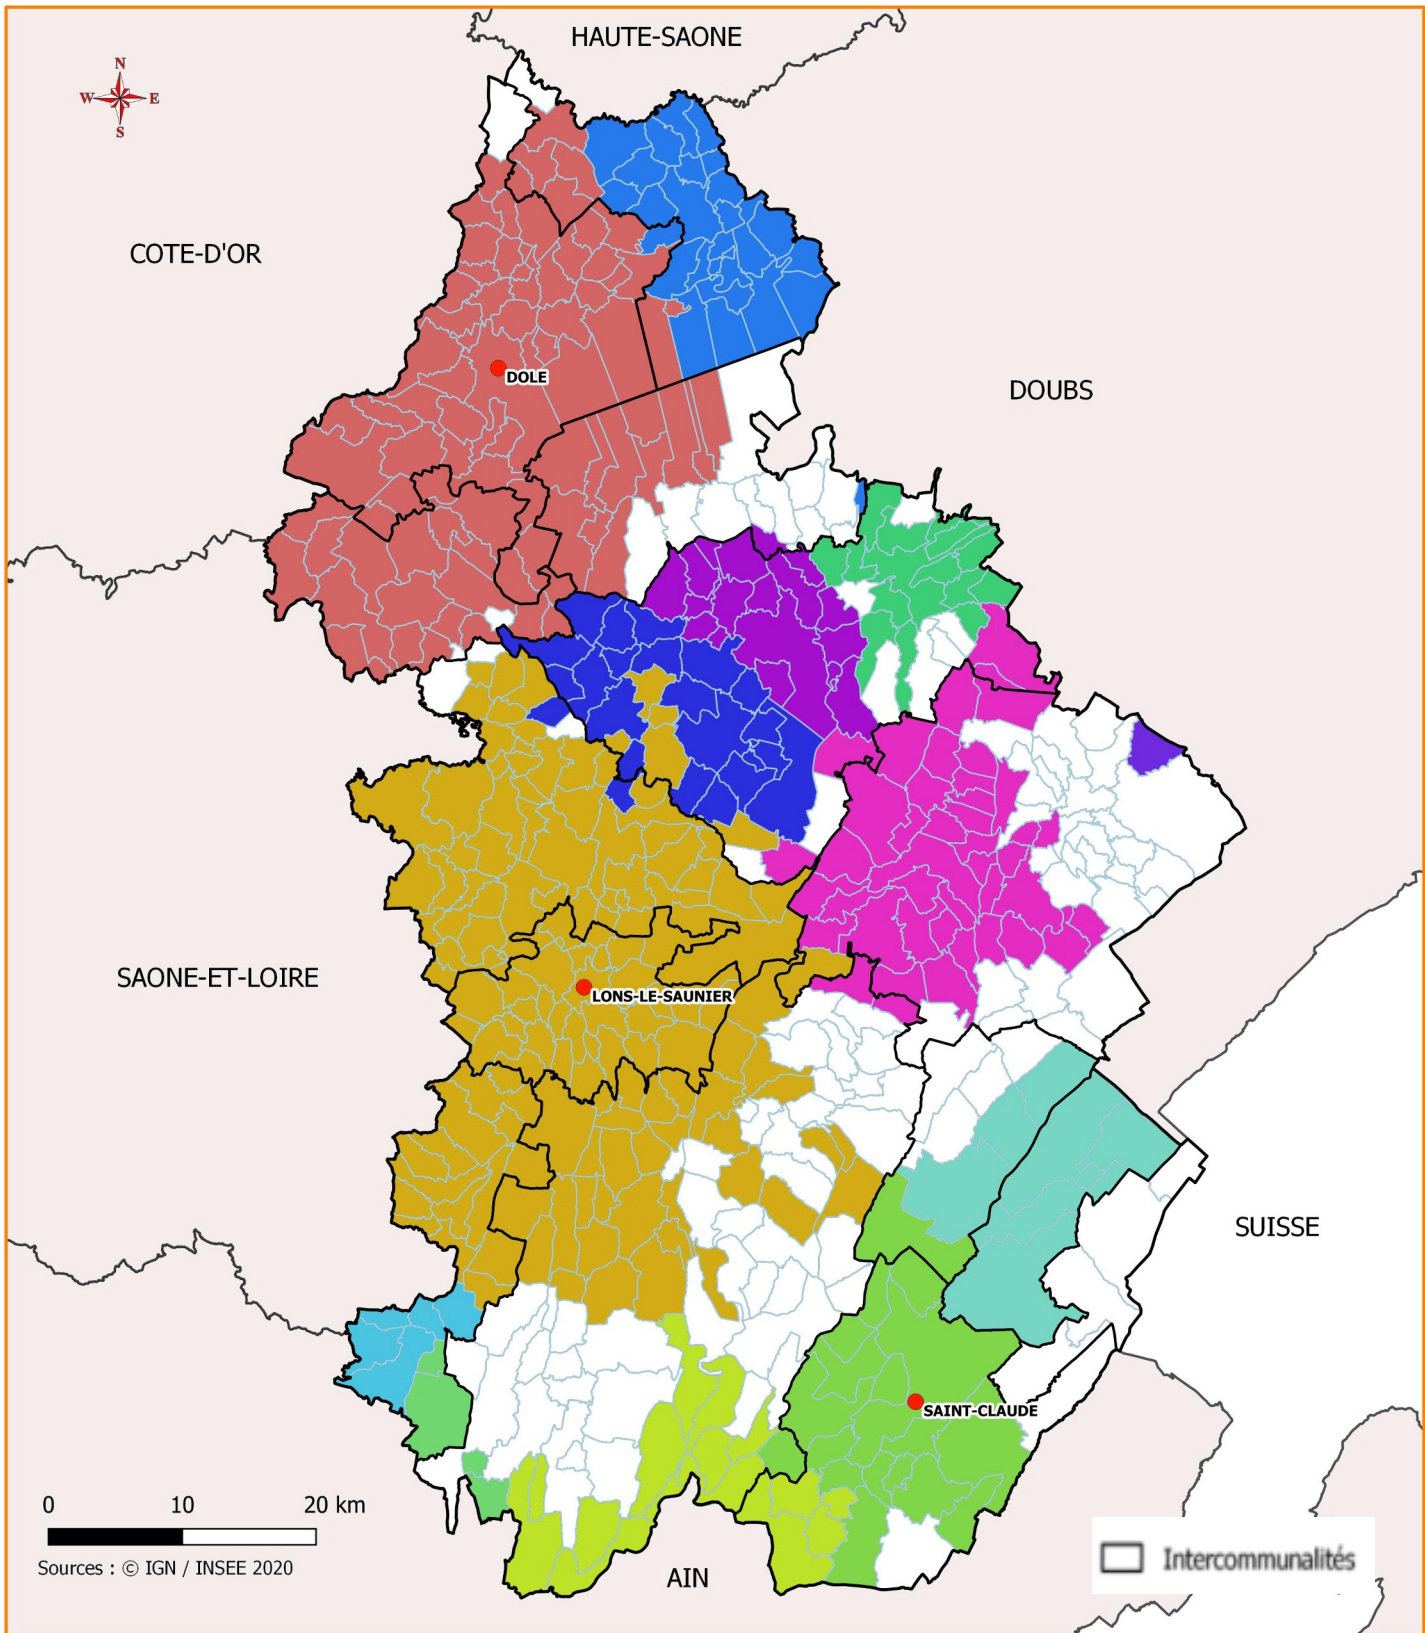 HAUTE-SAONE
N
W E
S
COTE-D'OR
DOLE
DOUBS
SAONE-ET-LOIRE
LONS-LE-SAUNIER
SUISSE
SAINT-CLAUDE
0 10 20 km
Sources : © IGN / INSEE 2020
AIN
Intercommunalités